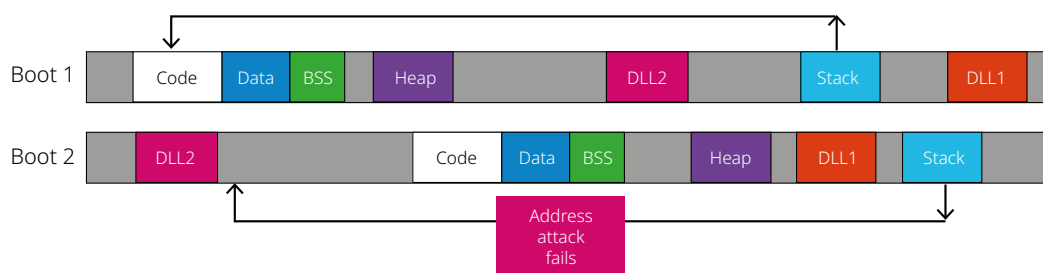 Boot 1
Code Data BSS Heap DLL2 Stack DLL1
Boot 2
DLL2 Code Data BSS Heap DLL1 Stack
Address
attack
fails